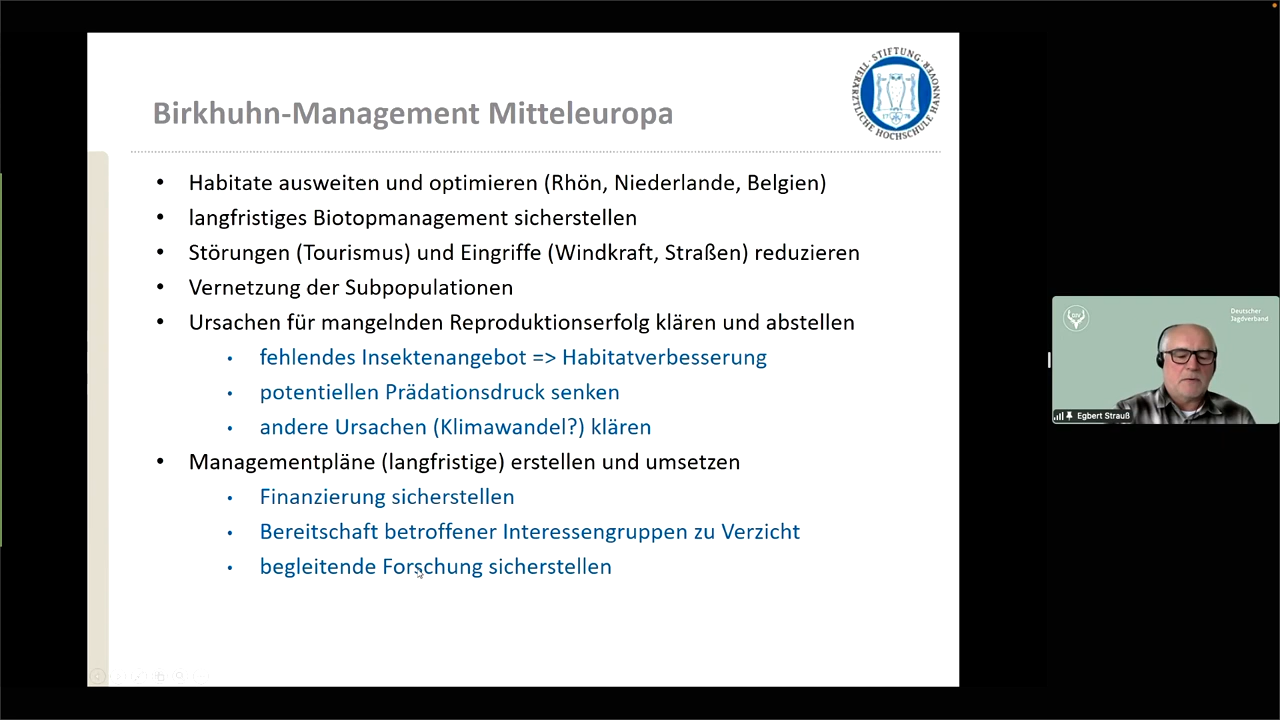 STIFTUNG · TIERÄRZTLICHE HOCHSCHULE HANNOVER
1778
Birkhuhn-Management Mitteleuropa
• Habitate ausweiten und optimieren (Rhön, Niederlande, Belgien)
• langfristiges Biotopmanagement sicherstellen
• Störungen (Tourismus) und Eingriffe (Windkraft, Straßen) reduzieren
• Vernetzung der Subpopulationen
• Ursachen für mangelnden Reproduktionserfolg klären und abstellen
• fehlendes Insektenangebot => Habitatverbesserung
• potentiellen Prädationsdruck senken
• andere Ursachen (Klimawandel?) klären
• Managementpläne (langfristige) erstellen und umsetzen
• Finanzierung sicherstellen
• Bereitschaft betroffener Interessengruppen zu Verzicht
• begleitende Forschung sicherstellen
DJV
Deutscher
Jagdverband
Egbert Strauß